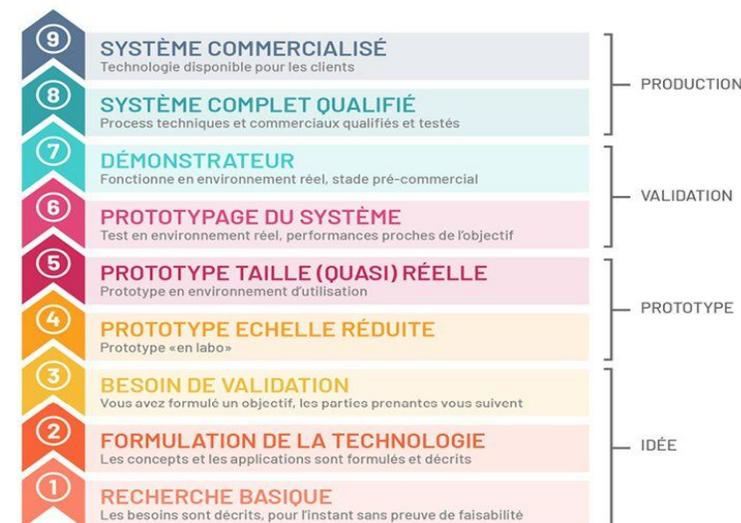 9
SYSTÈME COMMERCIALISÉ
Technologie disponible pour les clients
8
SYSTÈME COMPLET QUALIFIÉ
Process techniques et commerciaux qualifiés et testés
PRODUCTION
7
DÉMONSTRATEUR
Fonctionne en environnement réel, stade pré-commercial
6
PROTOTYPAGE DU SYSTÈME
Test en environnement réel, performances proches de l'objectif
VALIDATION
5
PROTOTYPE TAILLE (QUASI) RÉELLE
Prototype en environnement d'utilisation
4
PROTOTYPE ECHELLE RÉDUITE
Prototype «en labo»
PROTOTYPE
3
BESOIN DE VALIDATION
Vous avez formulé un objectif, les parties prenantes vous suivent
2
FORMULATION DE LA TECHNOLOGIE
Les concepts et les applications sont formulés et décrits
1
RECHERCHE BASIQUE
Les besoins sont décrits, pour l'instant sans preuve de faisabilité
IDÉE